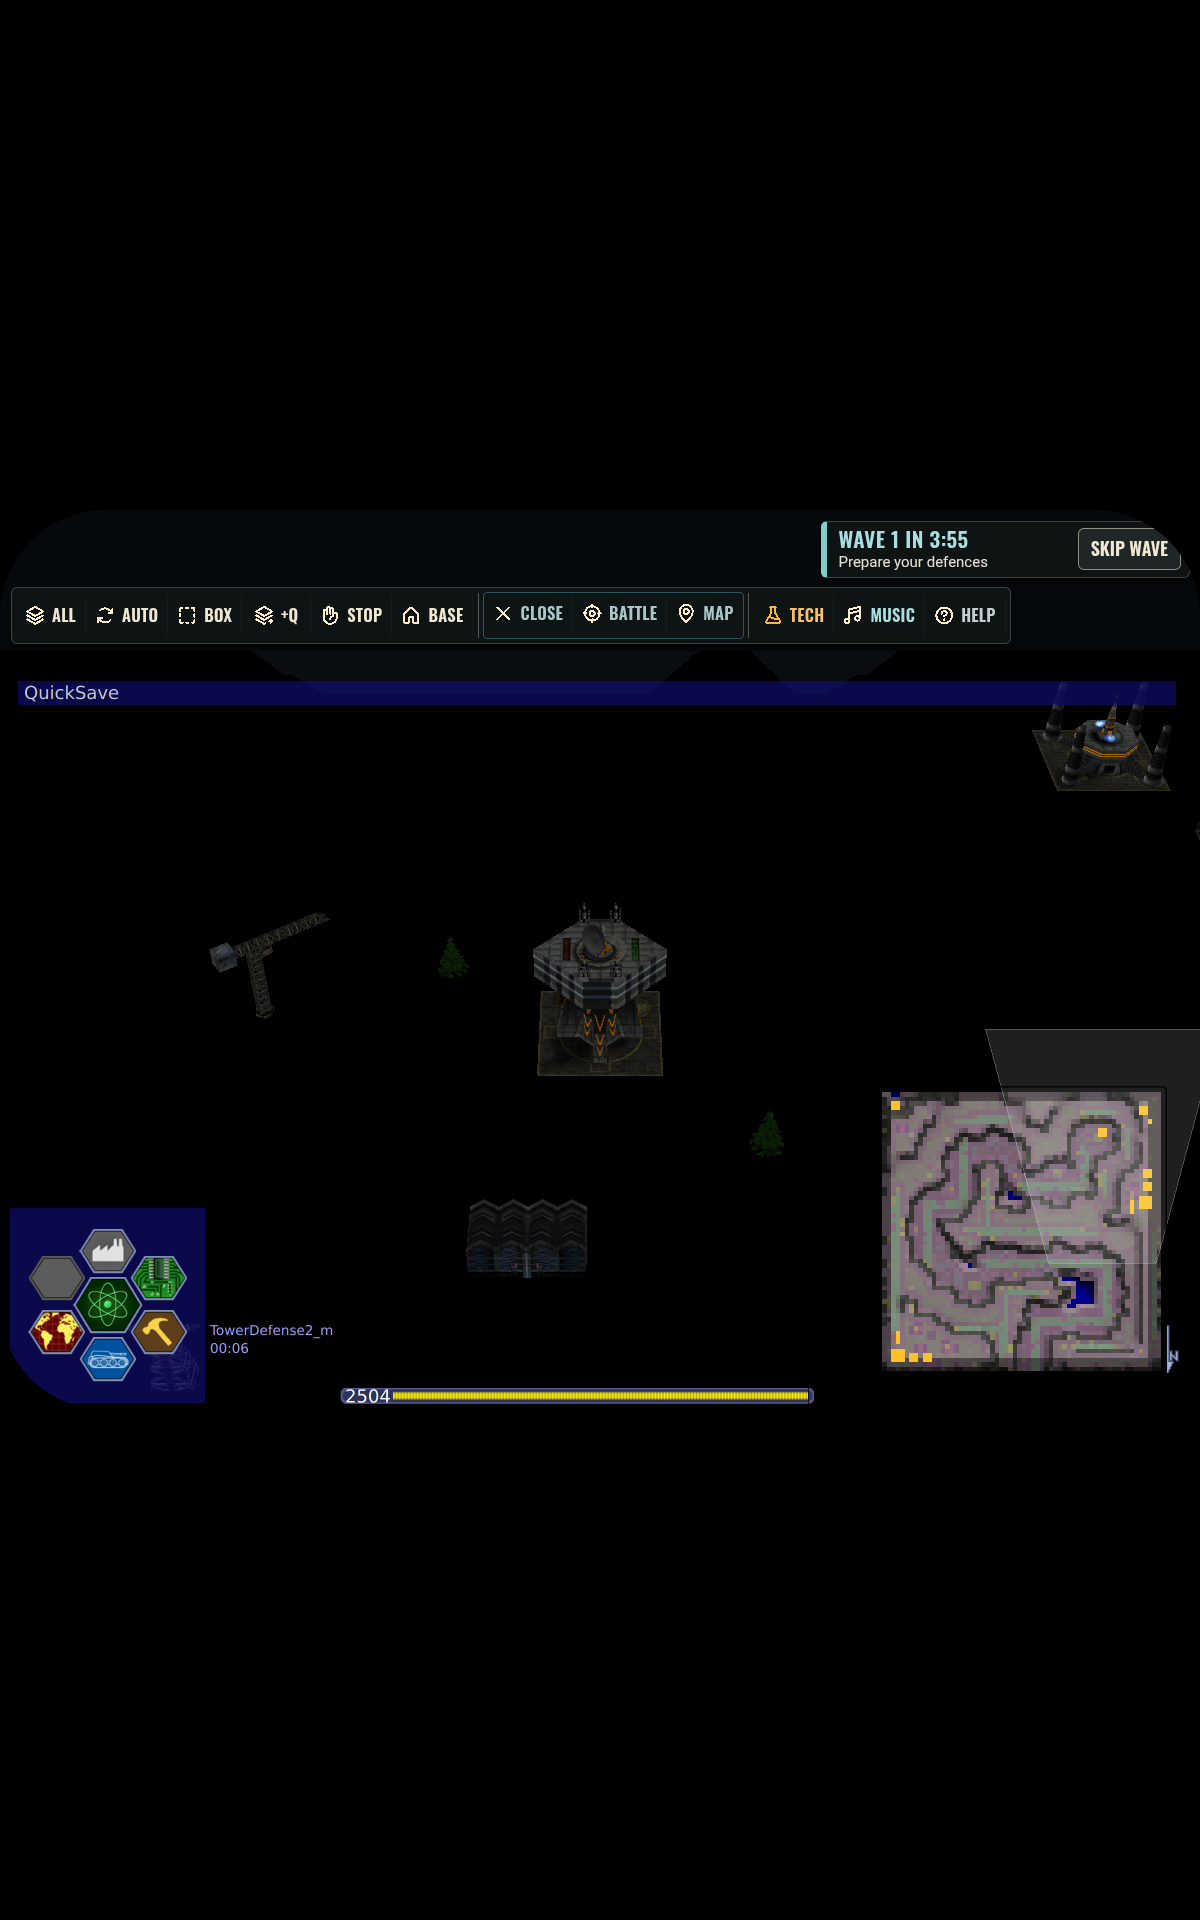 WAVE 1 IN 3:55
Prepare your defences
SKIP WAVE
ALL AUTO BOX +Q STOP BASE CLOSE BATTLE MAP TECH MUSIC HELP
QuickSave
TowerDefense2_m
00:06
N
2504